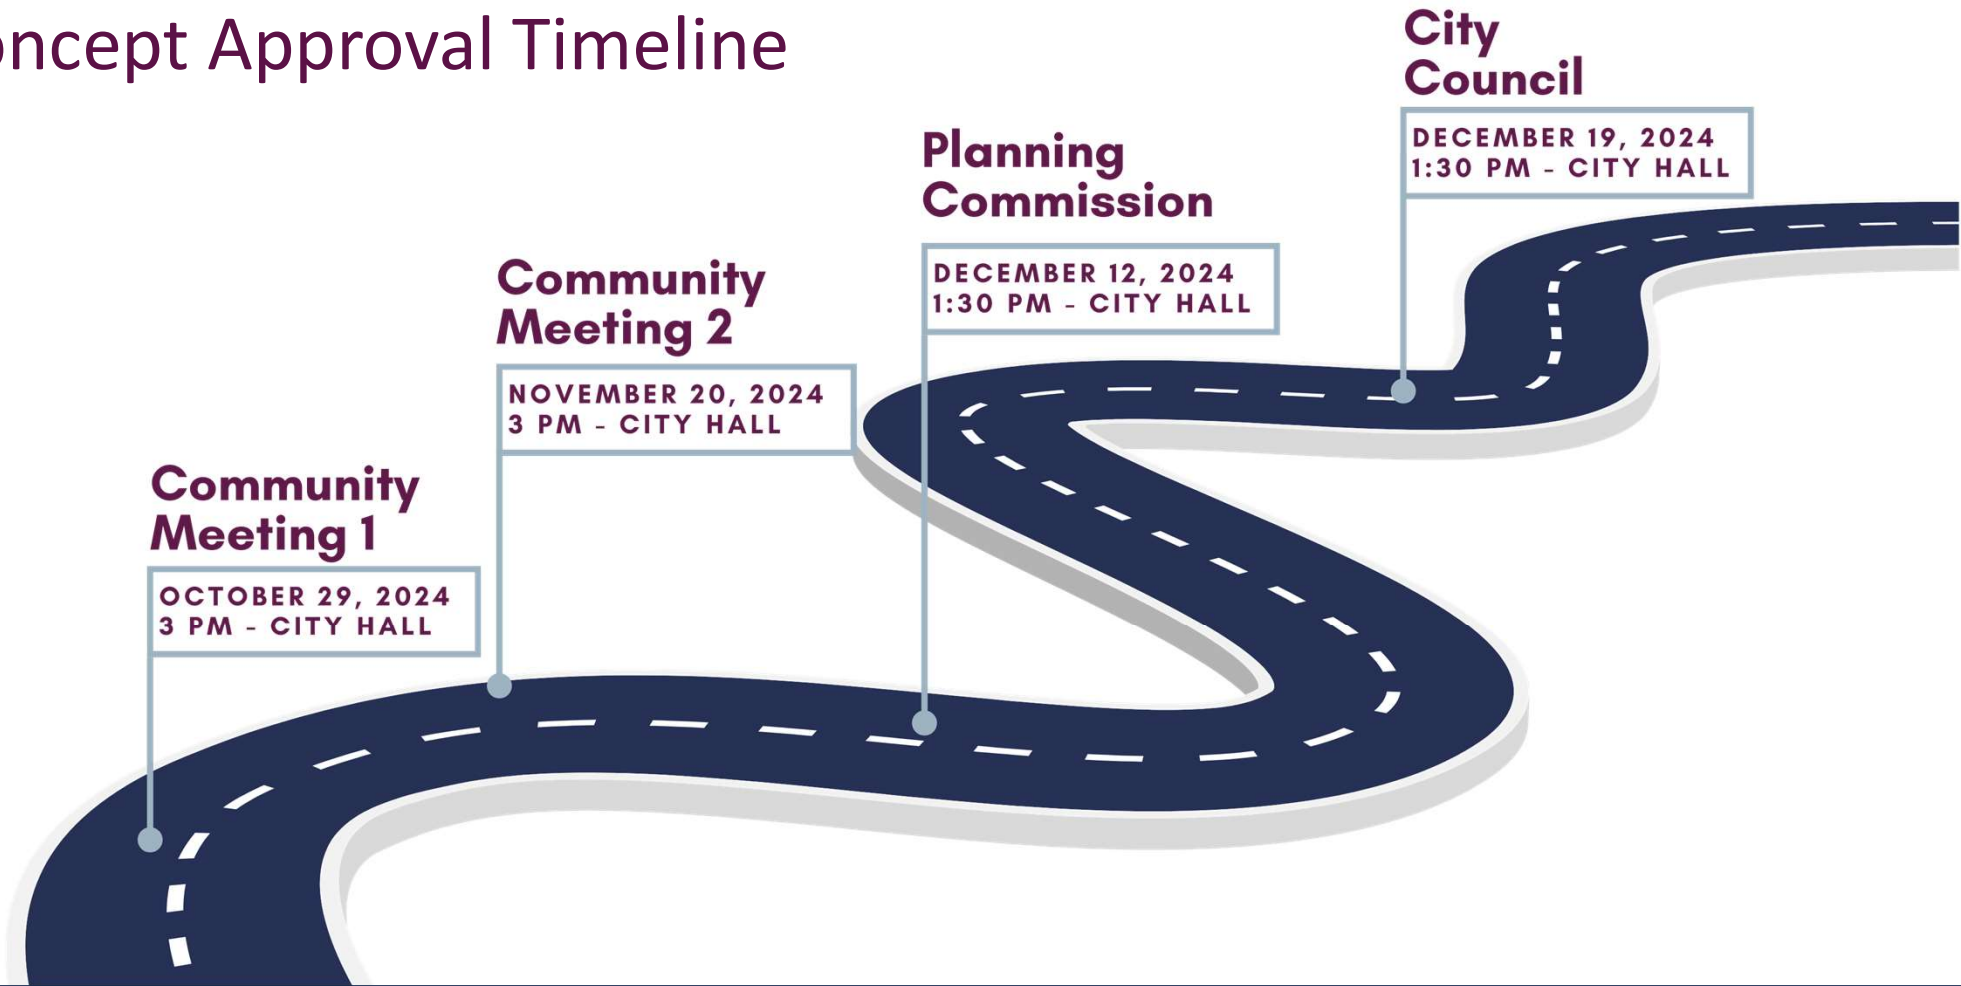 oncept Approval Timeline
City
Council
DECEMBER 19, 2024
1:30 PM - CITY HALL
Planning
Commission
DECEMBER 12, 2024
1:30 PM - CITY HALL
Community
Meeting 2
NOVEMBER 20, 2024
3 PM - CITY HALL
Community
Meeting 1
OCTOBER 29, 2024
3 PM - CITY HALL